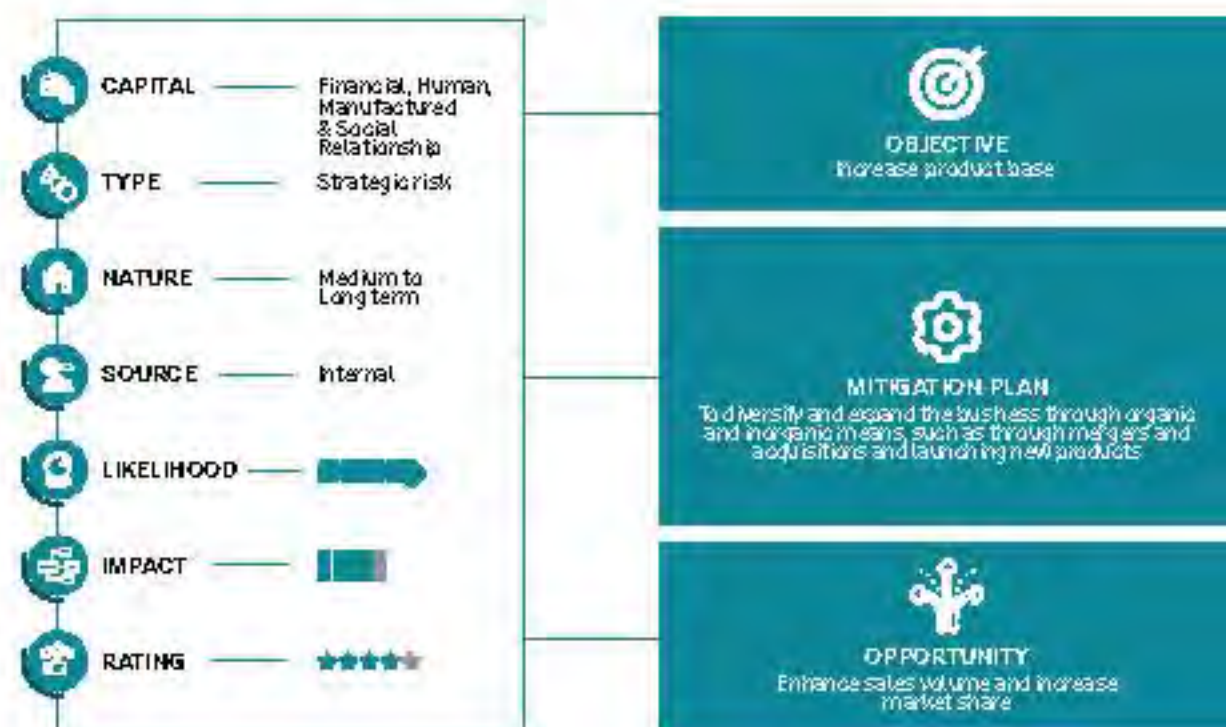 CAPITAL
Financial, Human,
Manufactured
& Social
Relationship
TYPE
Strategic risk
NATURE
Medium to
Long term
SOURCE
Internal
LIKELIHOOD
IMPACT
RATING
OBJECTIVE
Increase product base
MITIGATION PLAN
To diversify and expand the business through organic
and inorganic means, such as through mergers and
acquisitions and launching new products
OPPORTUNITY
Enhance sales volume and increase
market share